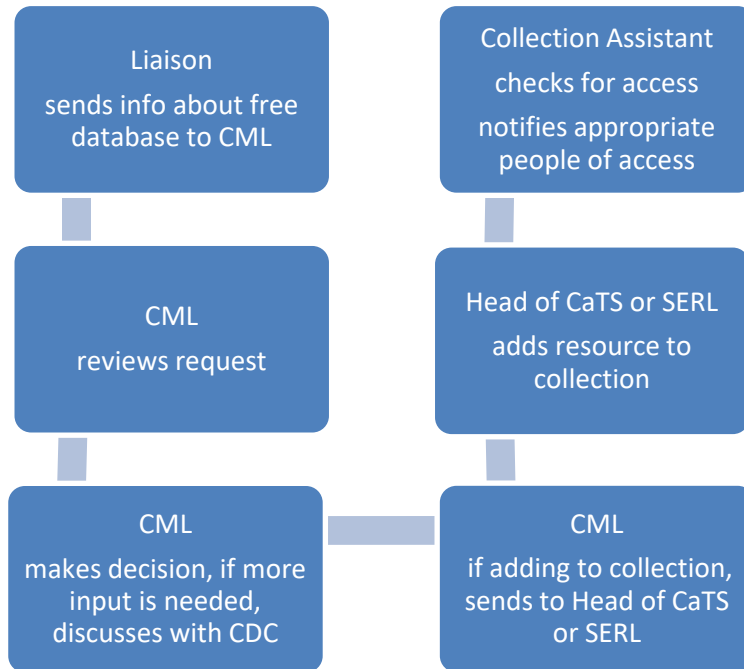 Liaison
sends info about free
database to CML
CML
reviews request
CML
makes decision, if more
input is needed,
discusses with CDC
CML
if adding to collection,
sends to Head of CaTS
or SERL
Head of CaTS or SERL
adds resource to
collection
Collection Assistant
checks for access
notifies appropriate
people of access